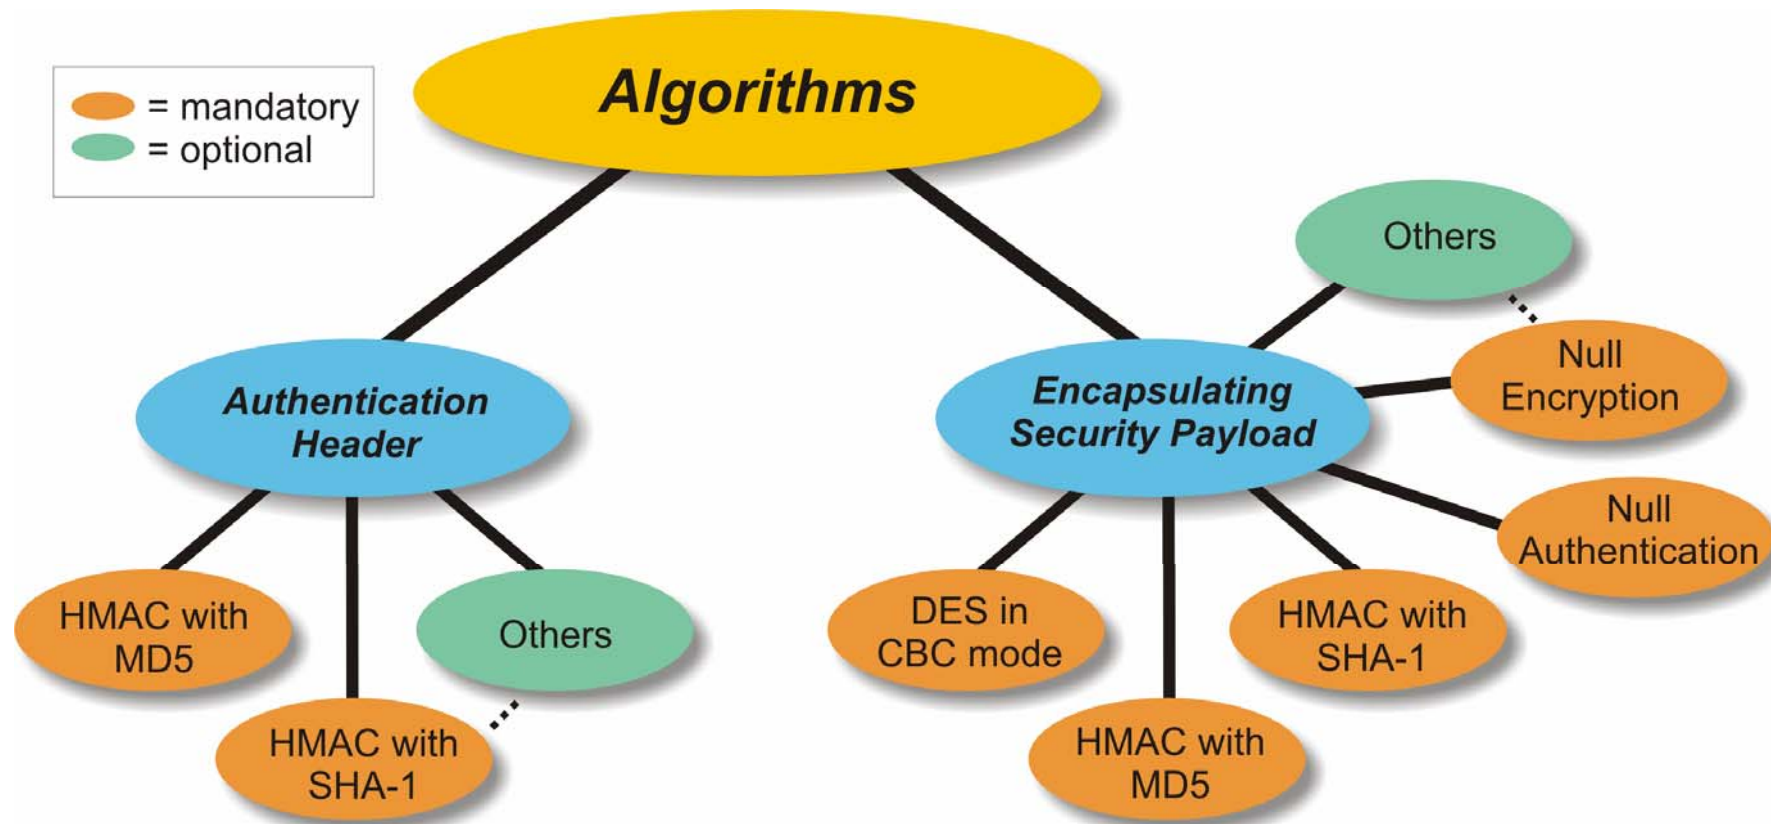 Algorithms
= mandatory
= optional
Others
Null
Encryption
Authentication
Header
Encapsulating
Security Payload
Null
Authentication
HMAC with
MD5
Others
HMAC with
SHA-1
DES in
CBC mode
HMAC with
SHA-1
HMAC with
MD5